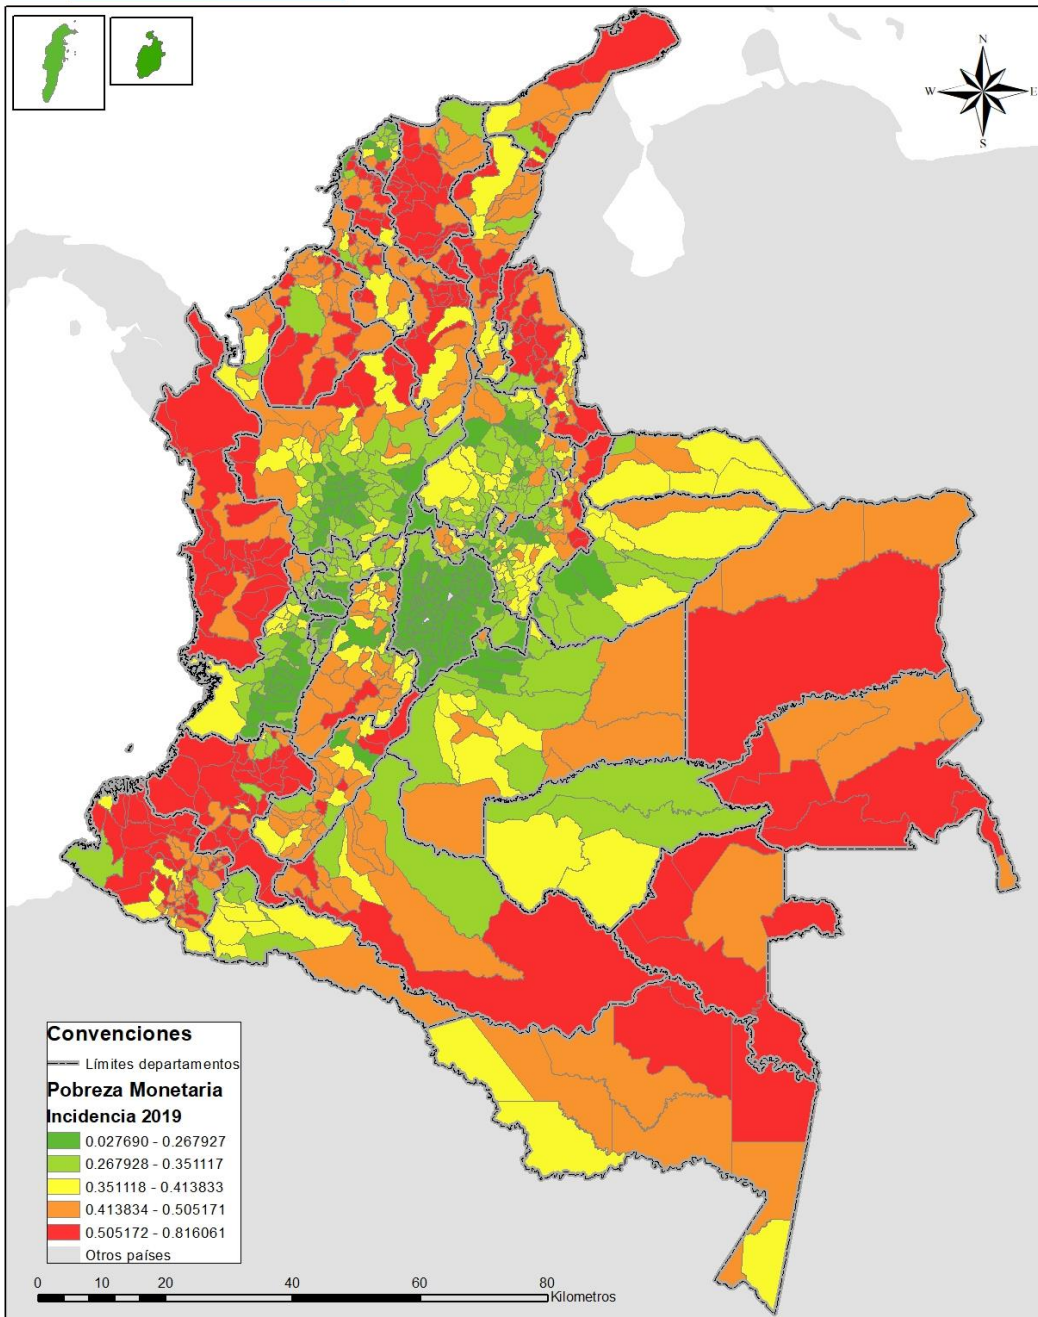 N
W
E
S
Convenciones
Límites departamentos
Pobreza Monetaria
Incidencia 2019
0.027690 - 0.267927
0.267928 - 0.351117
0.351118 - 0.413833
0.413834 - 0.505171
0.505172 - 0.816061
Otros países
0 10 20 40 60 80
Kilometros